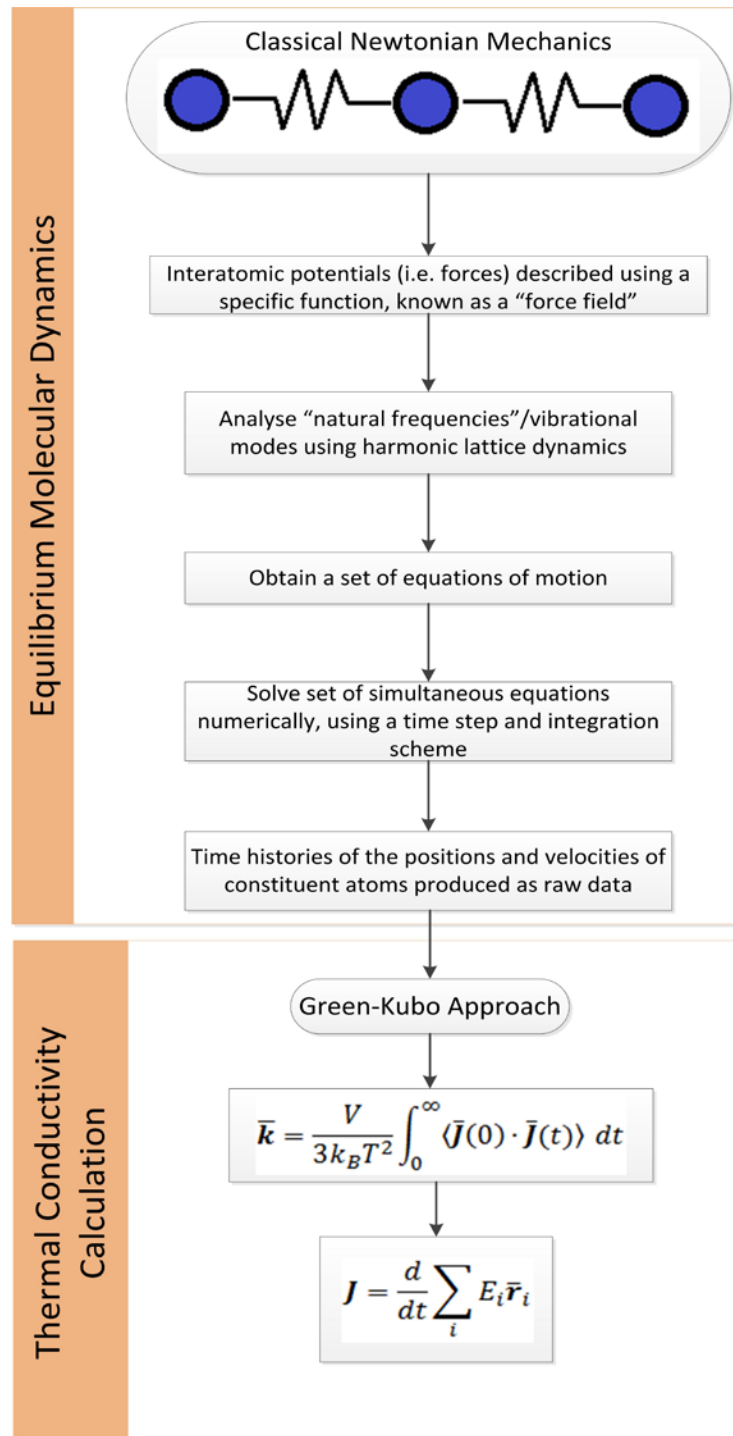 Equilibrium Molecular Dynamics
Classical Newtonian Mechanics
Interatomic potentials (i.e. forces) described using a
specific function, known as a “force field”
Analyse “natural frequencies”/vibrational
modes using harmonic lattice dynamics
Obtain a set of equations of motion
Solve set of simultaneous equations
numerically, using a time step and integration
scheme
Time histories of the positions and velocities of
constituent atoms produced as raw data
Thermal Conductivity
Calculation
Green-Kubo Approach
k̄ = V / 3k_BT² ∫₀^∞ ⟨J̄(0) · J̄(t)⟩ dt
J = d/dt ∑_i E_i r̄_i